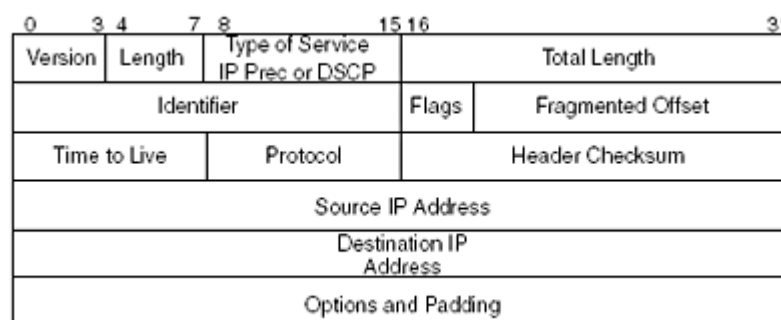 0 3 4 7 8 15 16 3
Version Length Type of Service IP Prec or DSCP Total Length
Identifier Flags Fragmented Offset
Time to Live Protocol Header Checksum
Source IP Address
Destination IP
Address
Options and Padding